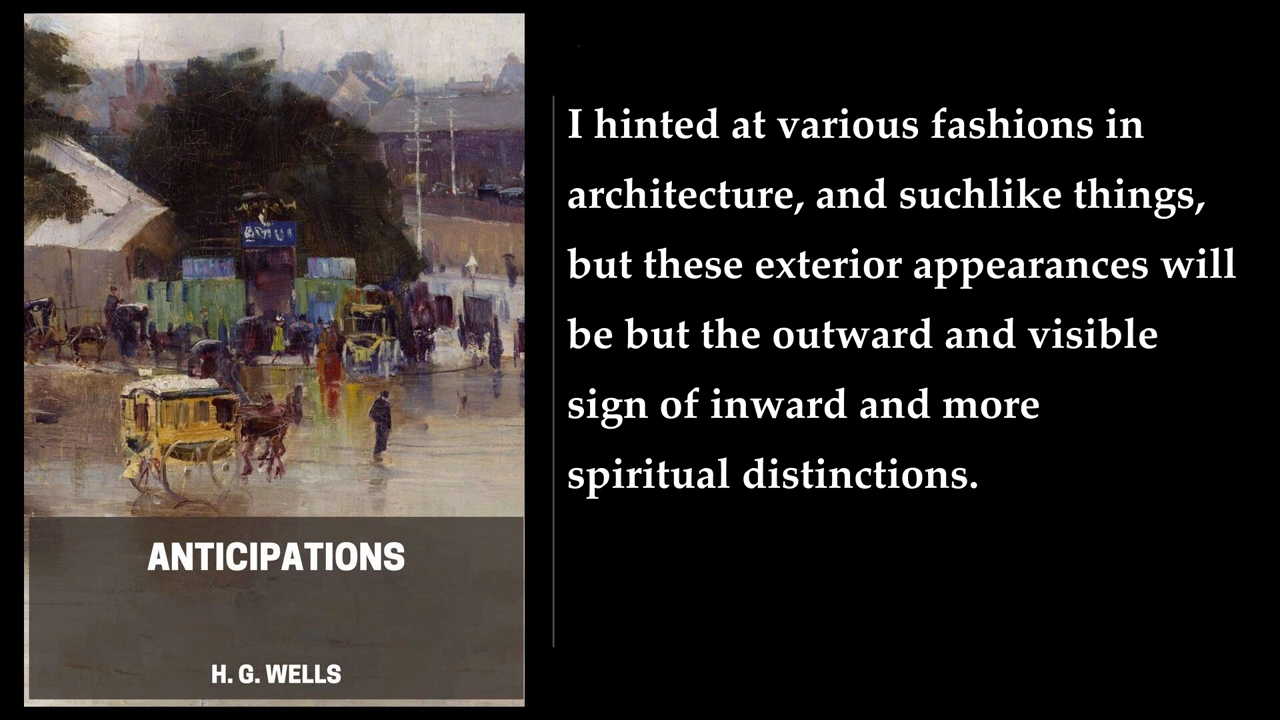 I hinted at various fashions in
architecture, and suchlike things,
but these exterior appearances will
be but the outward and visible
sign of inward and more
spiritual distinctions.
ANTICIPATIONS
H. G. WELLS